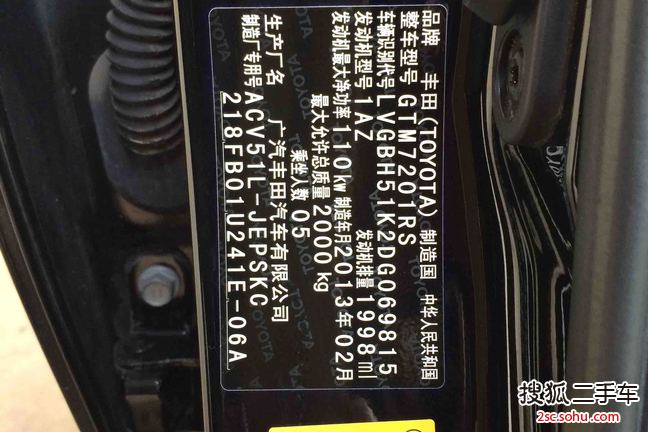 品牌 丰田(TOYOTA) 制造国 中华人民共和国
整车型号 GTM7201RS
车辆识别代号 LVGBH51K2DG069815
发动机型号 1AZ 发动机排量 1998ml
发动机最大净功率 110kw 制造年月 2013年02月
最大允许总质量 2000kg
乘坐人数 05
生产厂名 广汽丰田汽车有限公司
制造厂专用号 ACV51L-JEPSKC
218FB01U241E-06A
搜狐二手车
2sc.sohu.com